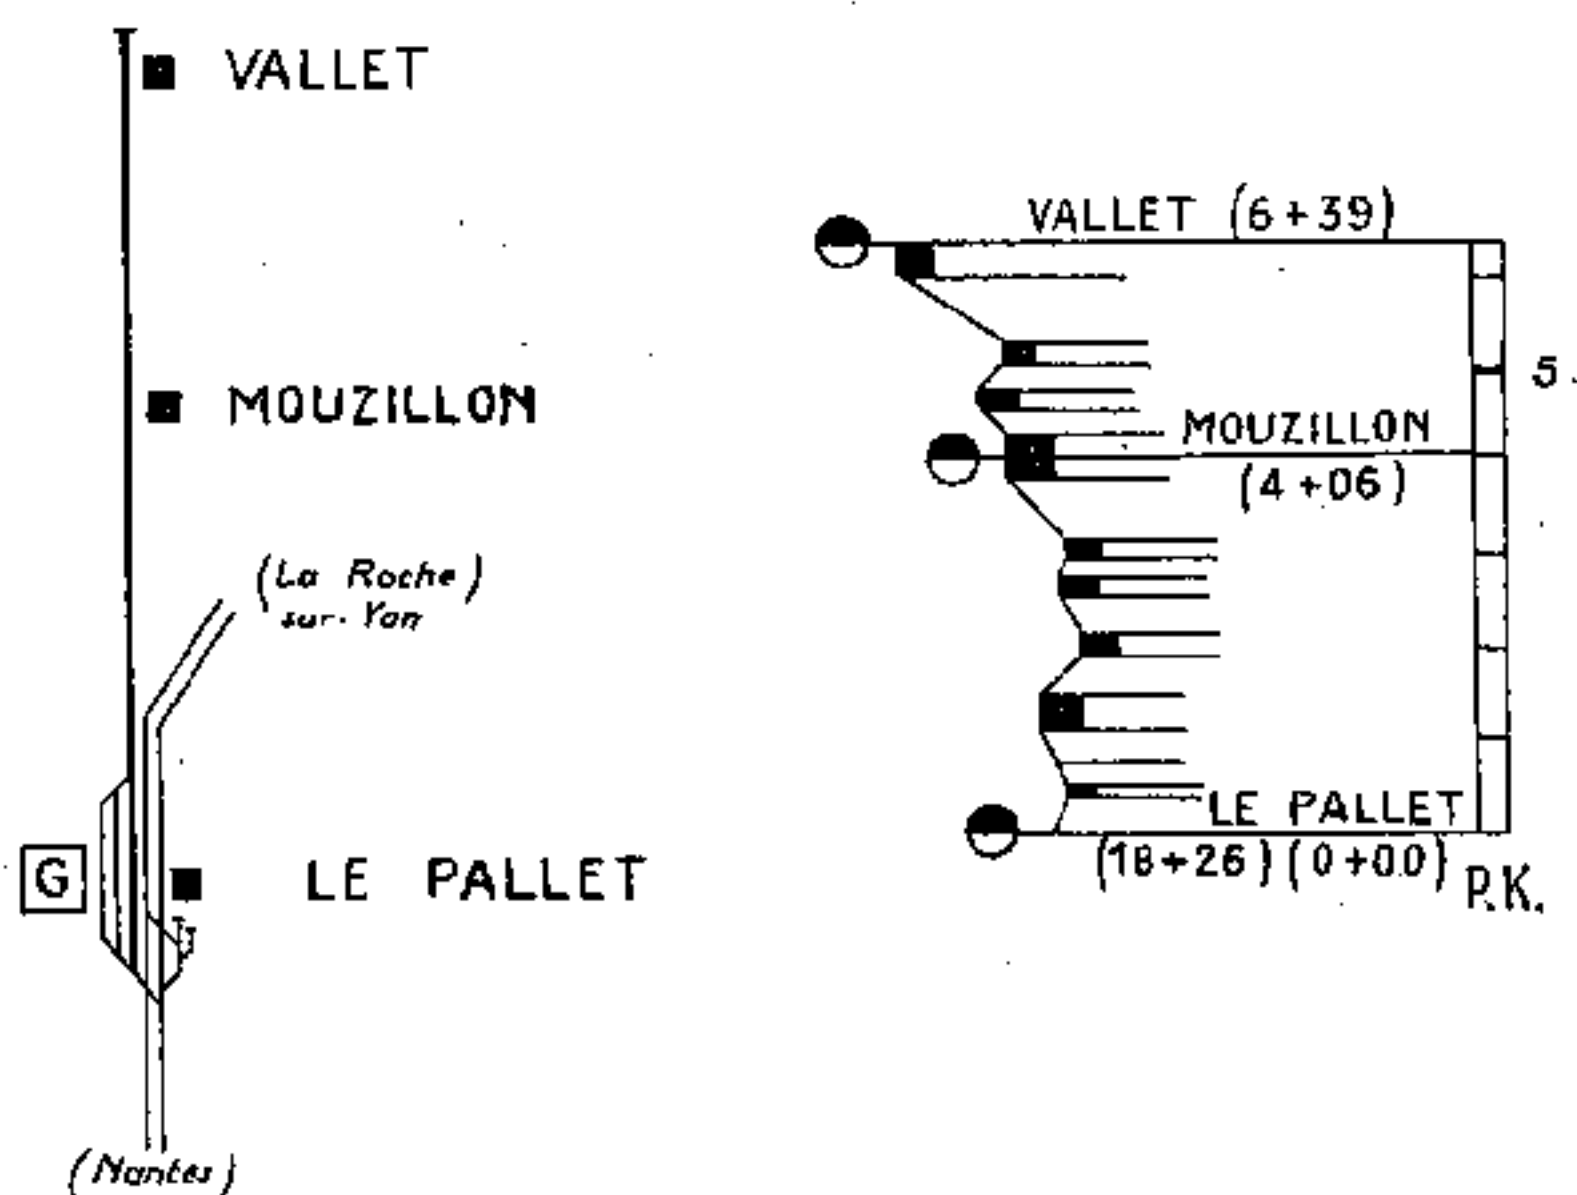 VALLET
MOUZILLON
(La Roche)
sur-Yon
G
LE PALLET
(Nantes)
VALLET (6+39)
5
MOUZILLON
(4+06)
LE PALLET
(18+26) (0+00)
P.K.